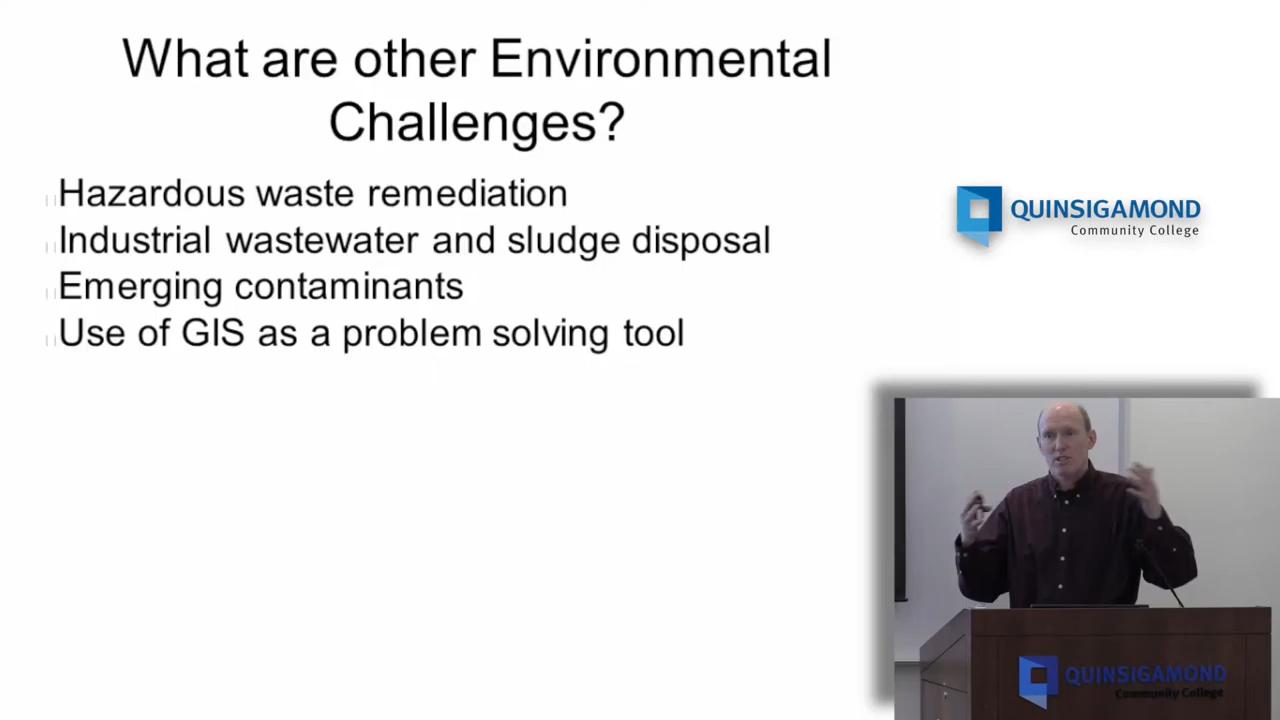 What are other Environmental
Challenges?
Hazardous waste remediation
Industrial wastewater and sludge disposal
Emerging contaminants
Use of GIS as a problem solving tool
QUINSIGAMOND
Community College
QUINSIGAMOND
Community College